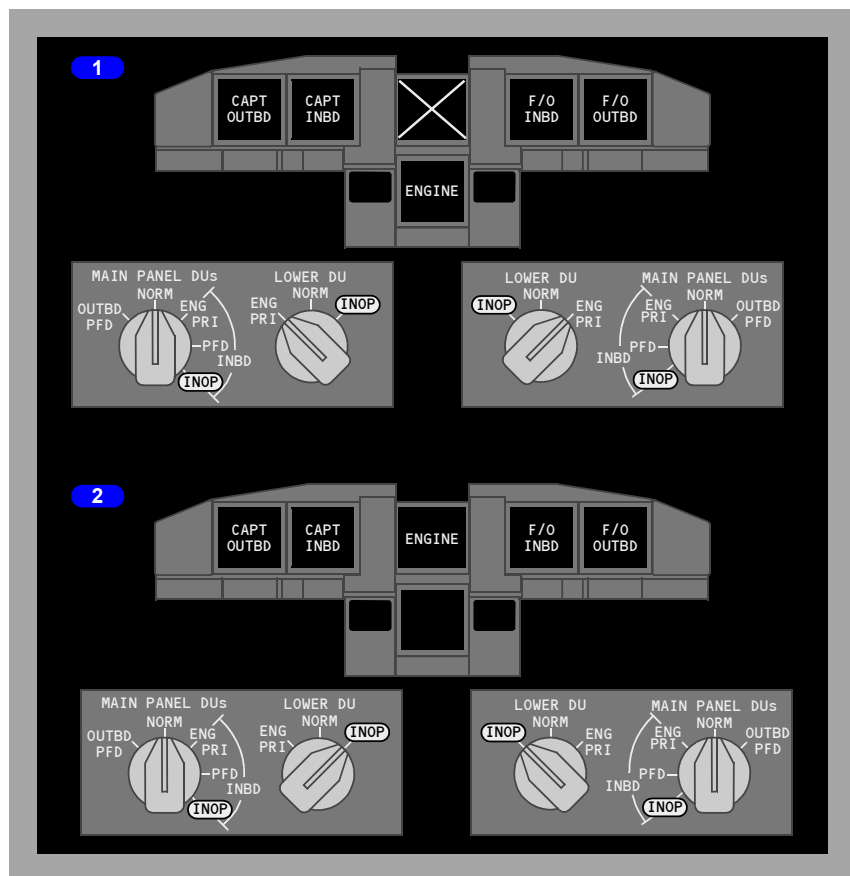 1
CAPT
OUTBD
CAPT
INBD
F/O
INBD
F/O
OUTBD
ENGINE
MAIN PANEL DUs
NORM
OUTBD
PFD
ENG
PRI
PFD
INBD
INOP
LOWER DU
NORM
ENG
PRI
INOP
LOWER DU
NORM
INOP
ENG
PRI
MAIN PANEL DUs
NORM
ENG
PRI
OUTBD
PFD
PFD
INBD
INOP
2
CAPT
OUTBD
CAPT
INBD
ENGINE
F/O
INBD
F/O
OUTBD
MAIN PANEL DUs
NORM
OUTBD
PFD
ENG
PRI
PFD
INBD
INOP
LOWER DU
NORM
ENG
PRI
INOP
LOWER DU
NORM
INOP
ENG
PRI
MAIN PANEL DUs
NORM
ENG
PRI
OUTBD
PFD
PFD
INBD
INOP